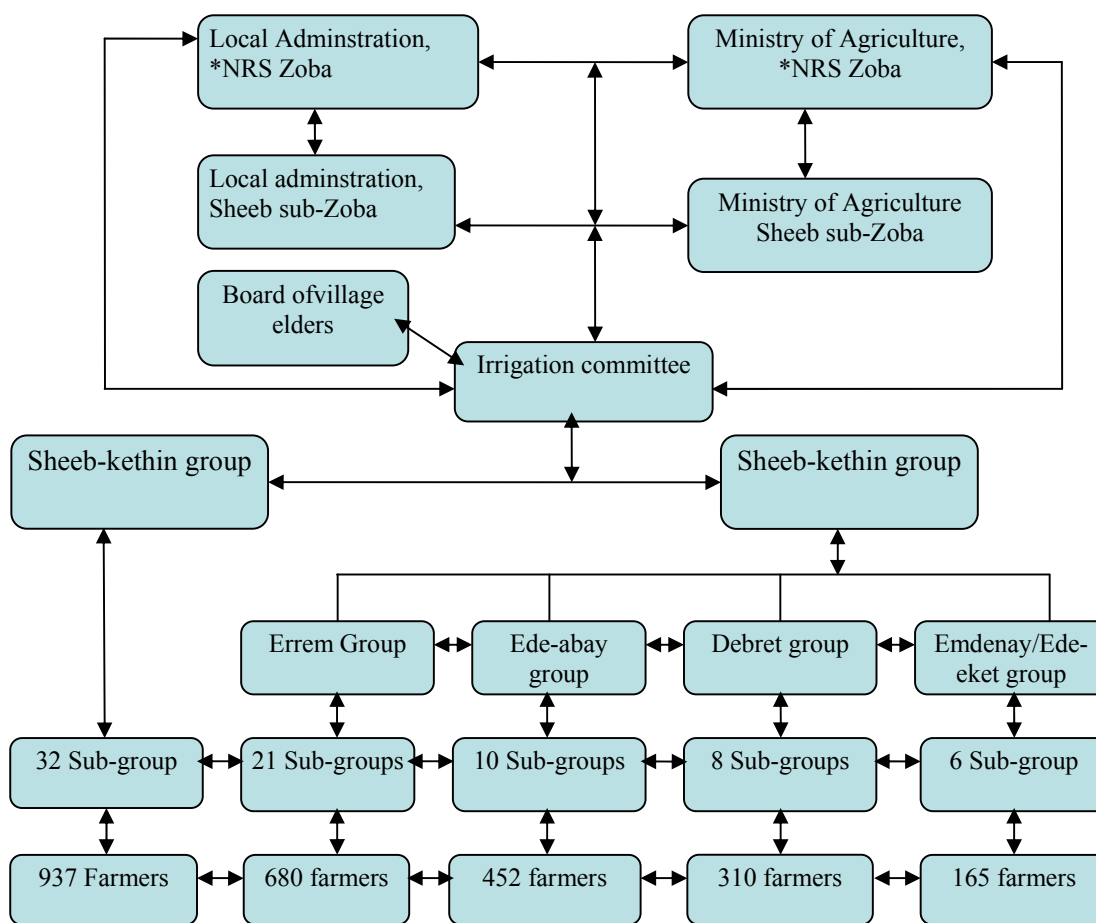 Local Adminstration,
*NRS Zoba
Ministry of Agriculture,
*NRS Zoba
Local adminstration,
Sheeb sub-Zoba
Ministry of Agriculture
Sheeb sub-Zoba
Board ofvillage
elders
Irrigation committee
Sheeb-kethin group
Sheeb-kethin group
Errem Group
Ede-abay
group
Debret group
Emdenay/Ede-
eket group
32 Sub-group
21 Sub-groups
10 Sub-groups
8 Sub-groups
6 Sub-group
937 Farmers
680 farmers
452 farmers
310 farmers
165 farmers